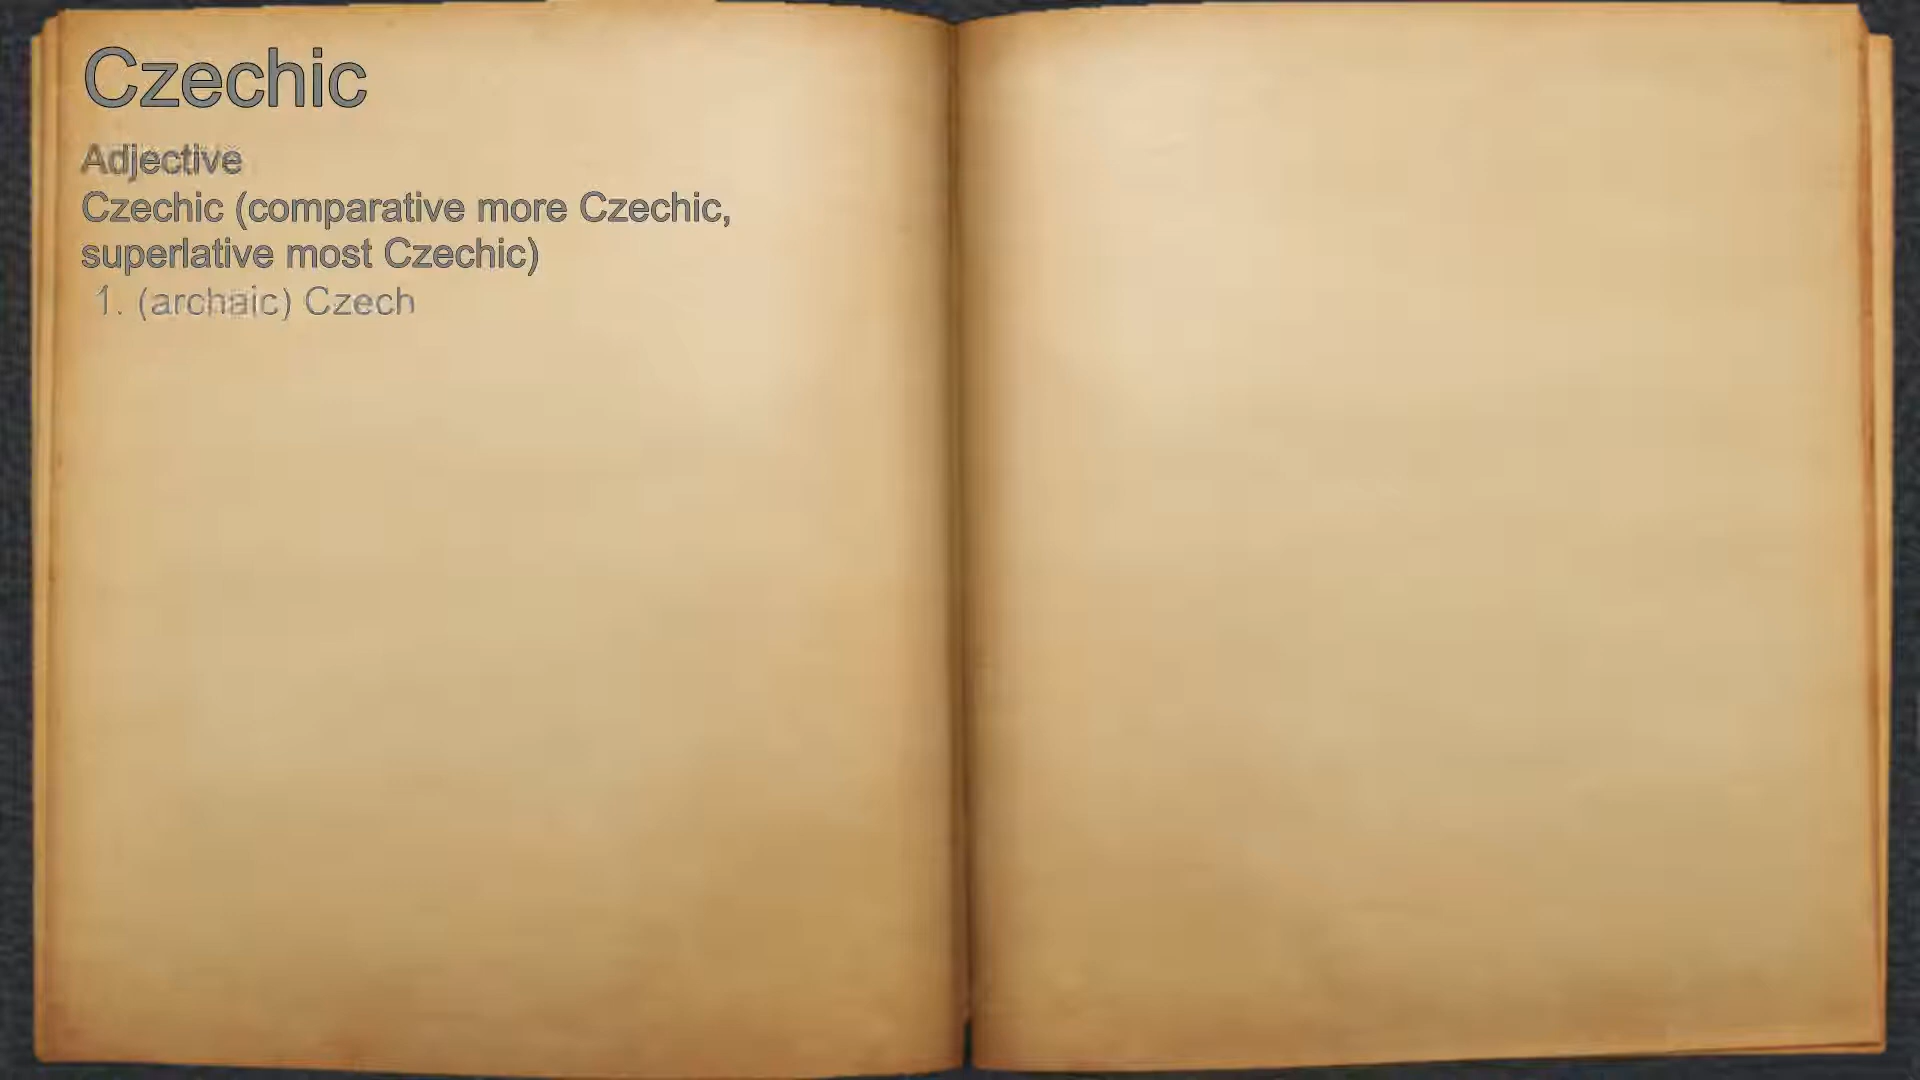 Czechic
Adjective
Czechic (comparative more Czechic,
superlative most Czechic)
1. (archaic) Czech